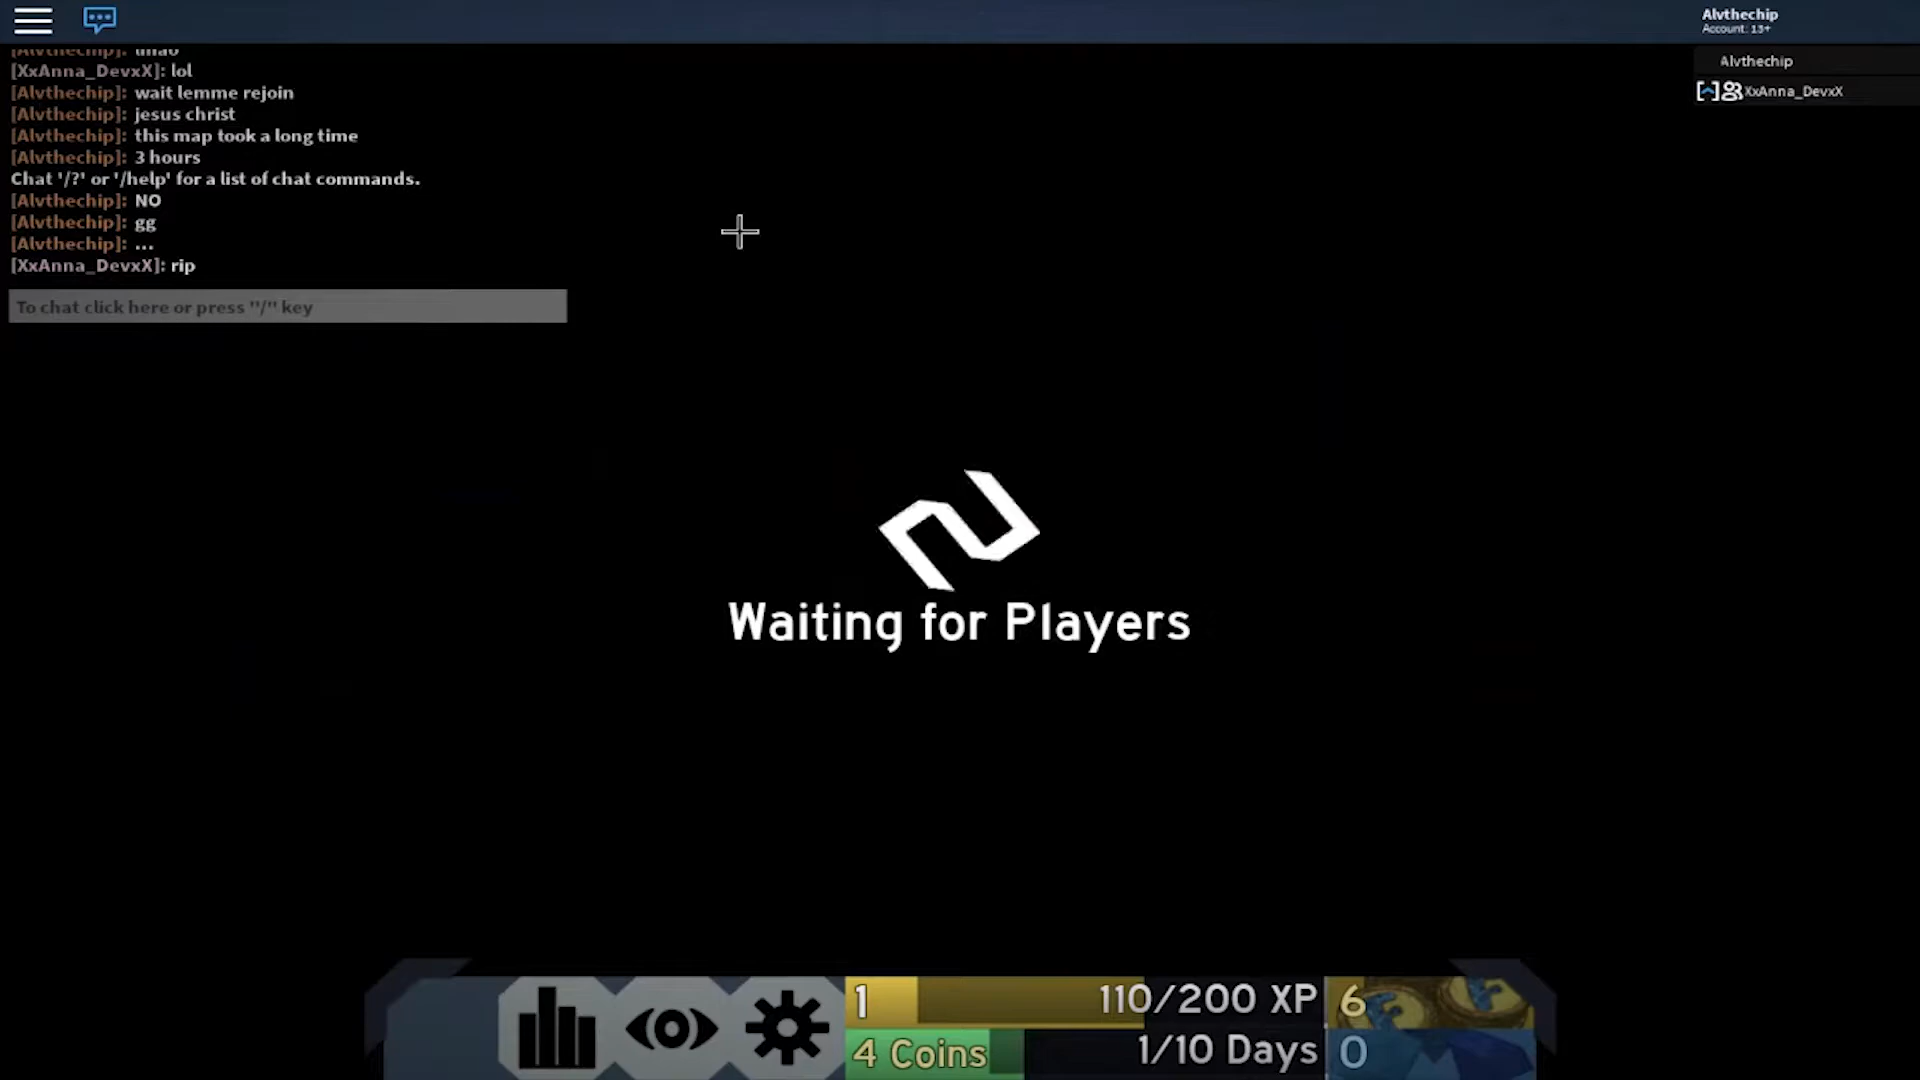 Alvthechip
Account: 13+
[Alvthechip]:
[XxAnna_DevxX]: lol
[Alvthechip]: wait lemme rejoin
[Alvthechip]: jesus christ
[Alvthechip]: this map took a long time
[Alvthechip]: 3 hours
Chat '/?' or '/help' for a list of chat commands.
[Alvthechip]: NO
[Alvthechip]: gg
[Alvthechip]: ...
[XxAnna_DevxX]: rip
To chat click here or press "/" key
Alvthechip
XxAnna_DevxX
Waiting for Players
1
110/200 XP
6
4 Coins
1/10 Days
0